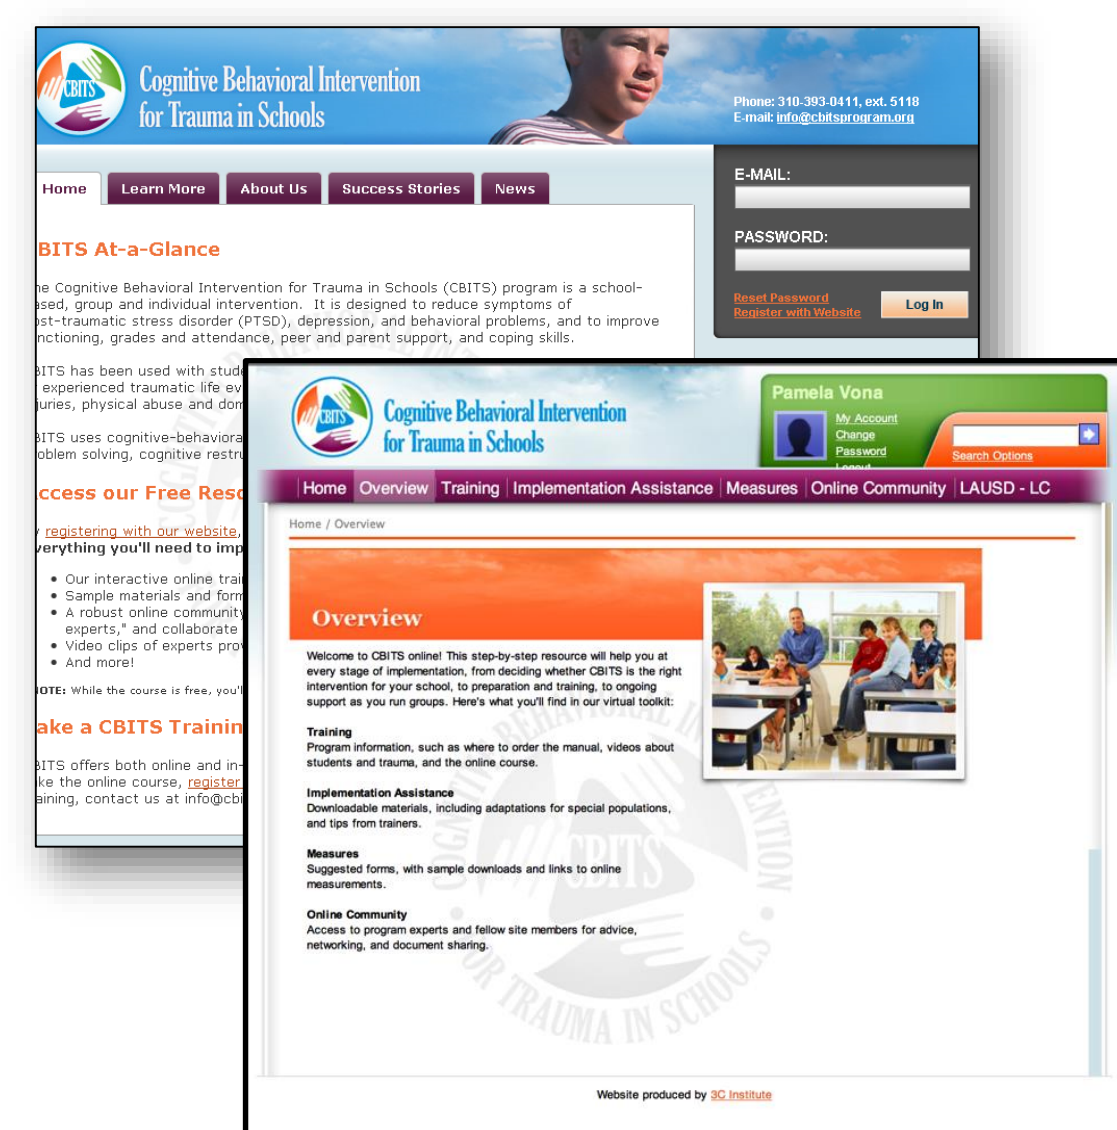 CBITS
Cognitive Behavioral Intervention
for Trauma in Schools
Phone: 310-393-0411, ext. 5118
E-mail: info@cbitsprogram.org
Home
Learn More
About Us
Success Stories
News
E-MAIL:
PASSWORD:
Reset Password
Register with Website
Log In
BITS At-a-Glance
he Cognitive Behavioral Intervention for Trauma in Schools (CBITS) program is a school-
ased, group and individual intervention. It is designed to reduce symptoms of
ost-traumatic stress disorder (PTSD), depression, and behavioral problems, and to improve
nctioning, grades and attendance, peer and parent support, and coping skills.
BITS has been used with stude
experienced traumatic life ev
juries, physical abuse and dom
BITS uses cognitive-behaviora
oblem solving, cognitive restru
ccess our Free Reso
registering with our website,
verything you'll need to imp
• Our interactive online trai
• Sample materials and form
• A robust online community
experts," and collaborate
• Video clips of experts prov
• And more!
NOTE: While the course is free, you'l
ake a CBITS Trainin
BITS offers both online and in-
ke the online course, register
aining, contact us at info@cbi
CBITS
Cognitive Behavioral Intervention
for Trauma in Schools
Pamela Vona
My Account
Change
Password
Logout
Search Options
Home
Overview
Training
Implementation Assistance
Measures
Online Community
LAUSD - LC
Home / Overview
Overview
Welcome to CBITS online! This step-by-step resource will help you at
every stage of implementation, from deciding whether CBITS is the right
intervention for your school, to preparation and training, to ongoing
support as you run groups. Here's what you'll find in our virtual toolkit:
Training
Program information, such as where to order the manual, videos about
students and trauma, and the online course.
Implementation Assistance
Downloadable materials, including adaptations for special populations,
and tips from trainers.
Measures
Suggested forms, with sample downloads and links to online
measurements.
Online Community
Access to program experts and fellow site members for advice,
networking, and document sharing.
COGNITIVE BEHAVIORAL INTERVENTION
CBITS
FOR TRAUMA IN SCHOOLS
Website produced by 3C Institute